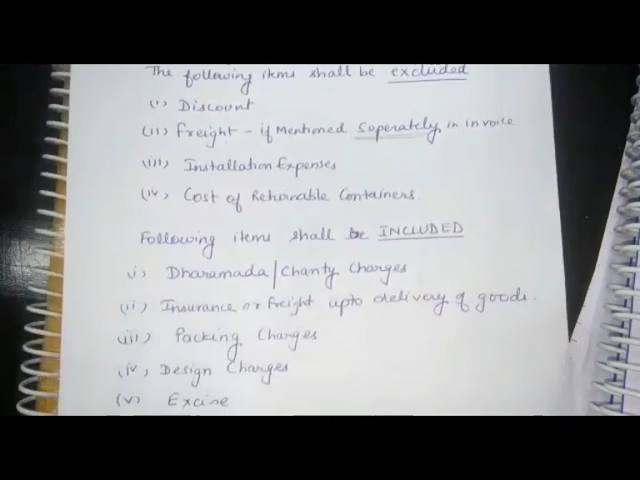 The following items shall be excluded
(i) Discount
(ii) Freight - if Mentioned Seperately in invoice
(iii) Installation Expenses
(iv) Cost of Returnable Containers.
Following items shall be INCLUDED
i) Dharamada/Charity Charges
(ii) Insurance or Freight upto delivery of goods.
(iii) Packing Charges
(iv) Design Charges
(v) Excise